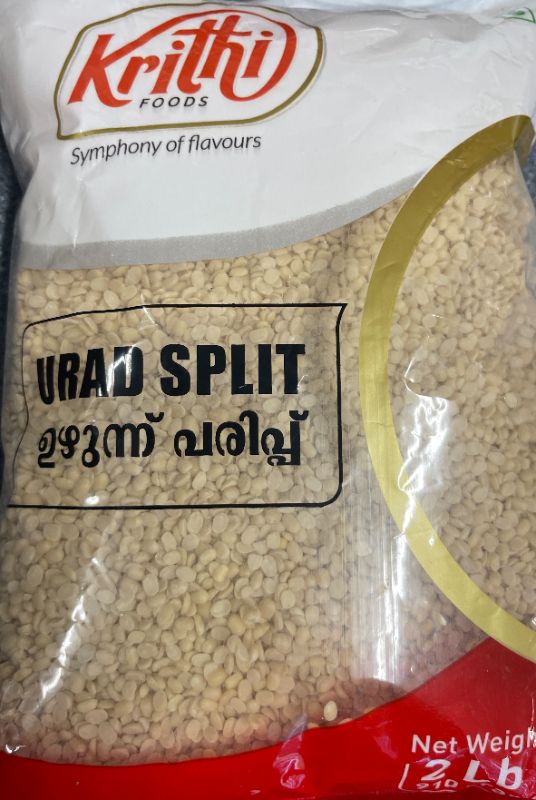 Krithi
FOODS
Symphony of flavours
URAD SPLIT
ഉഴുന്ന് പരിപ്പ്
Net Weigh
2 Lb